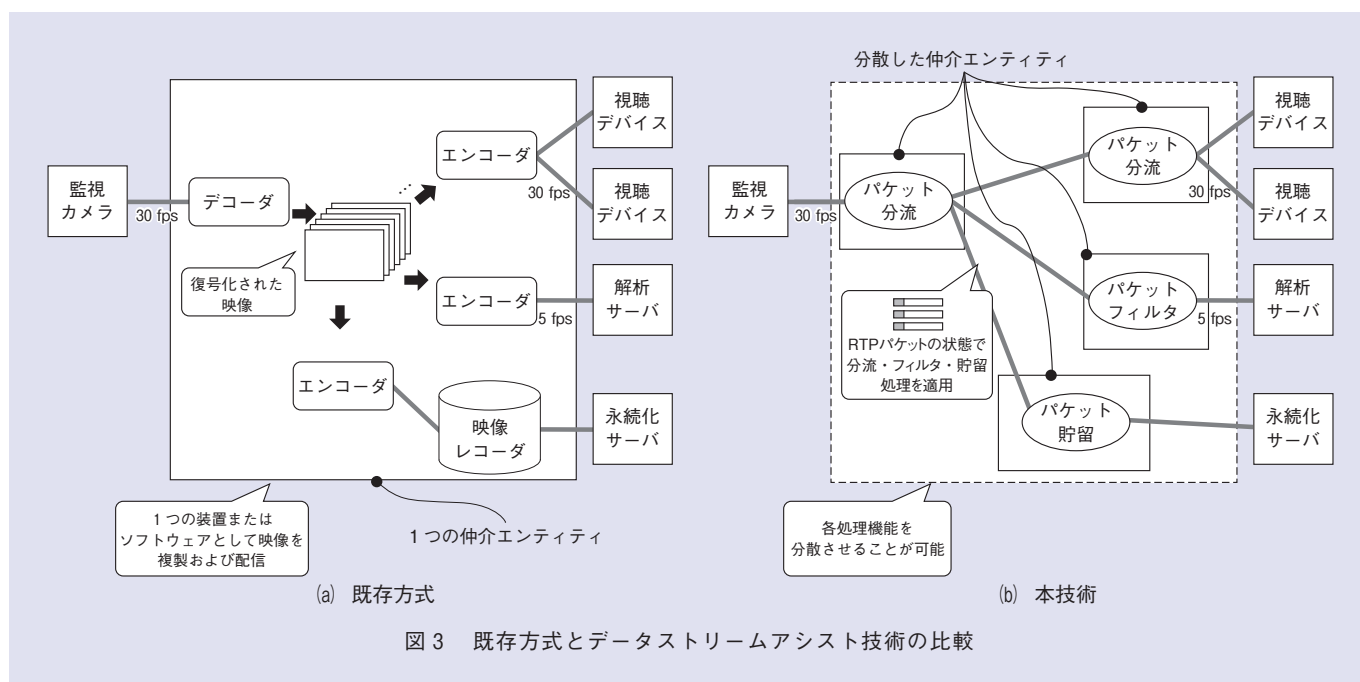 監視
カメラ
30 fps
デコーダ
復号化された
映像
エンコーダ
30 fps
視聴
デバイス
視聴
デバイス
エンコーダ
5 fps
解析
サーバ
エンコーダ
映像
レコーダ
永続化
サーバ
1つの装置または
ソフトウェアとして映像を
複製および配信
1つの仲介エンティティ
(a) 既存方式
分散した仲介エンティティ
監視
カメラ
30 fps
パケット
分流
パケット
分流
30 fps
視聴
デバイス
視聴
デバイス
RTPパケットの状態で
分流・フィルタ・貯留
処理を適用
パケット
フィルタ
5 fps
解析
サーバ
パケット
貯留
永続化
サーバ
各処理機能を
分散させることが可能
(b) 本技術
図3 既存方式とデータストリームアシスト技術の比較